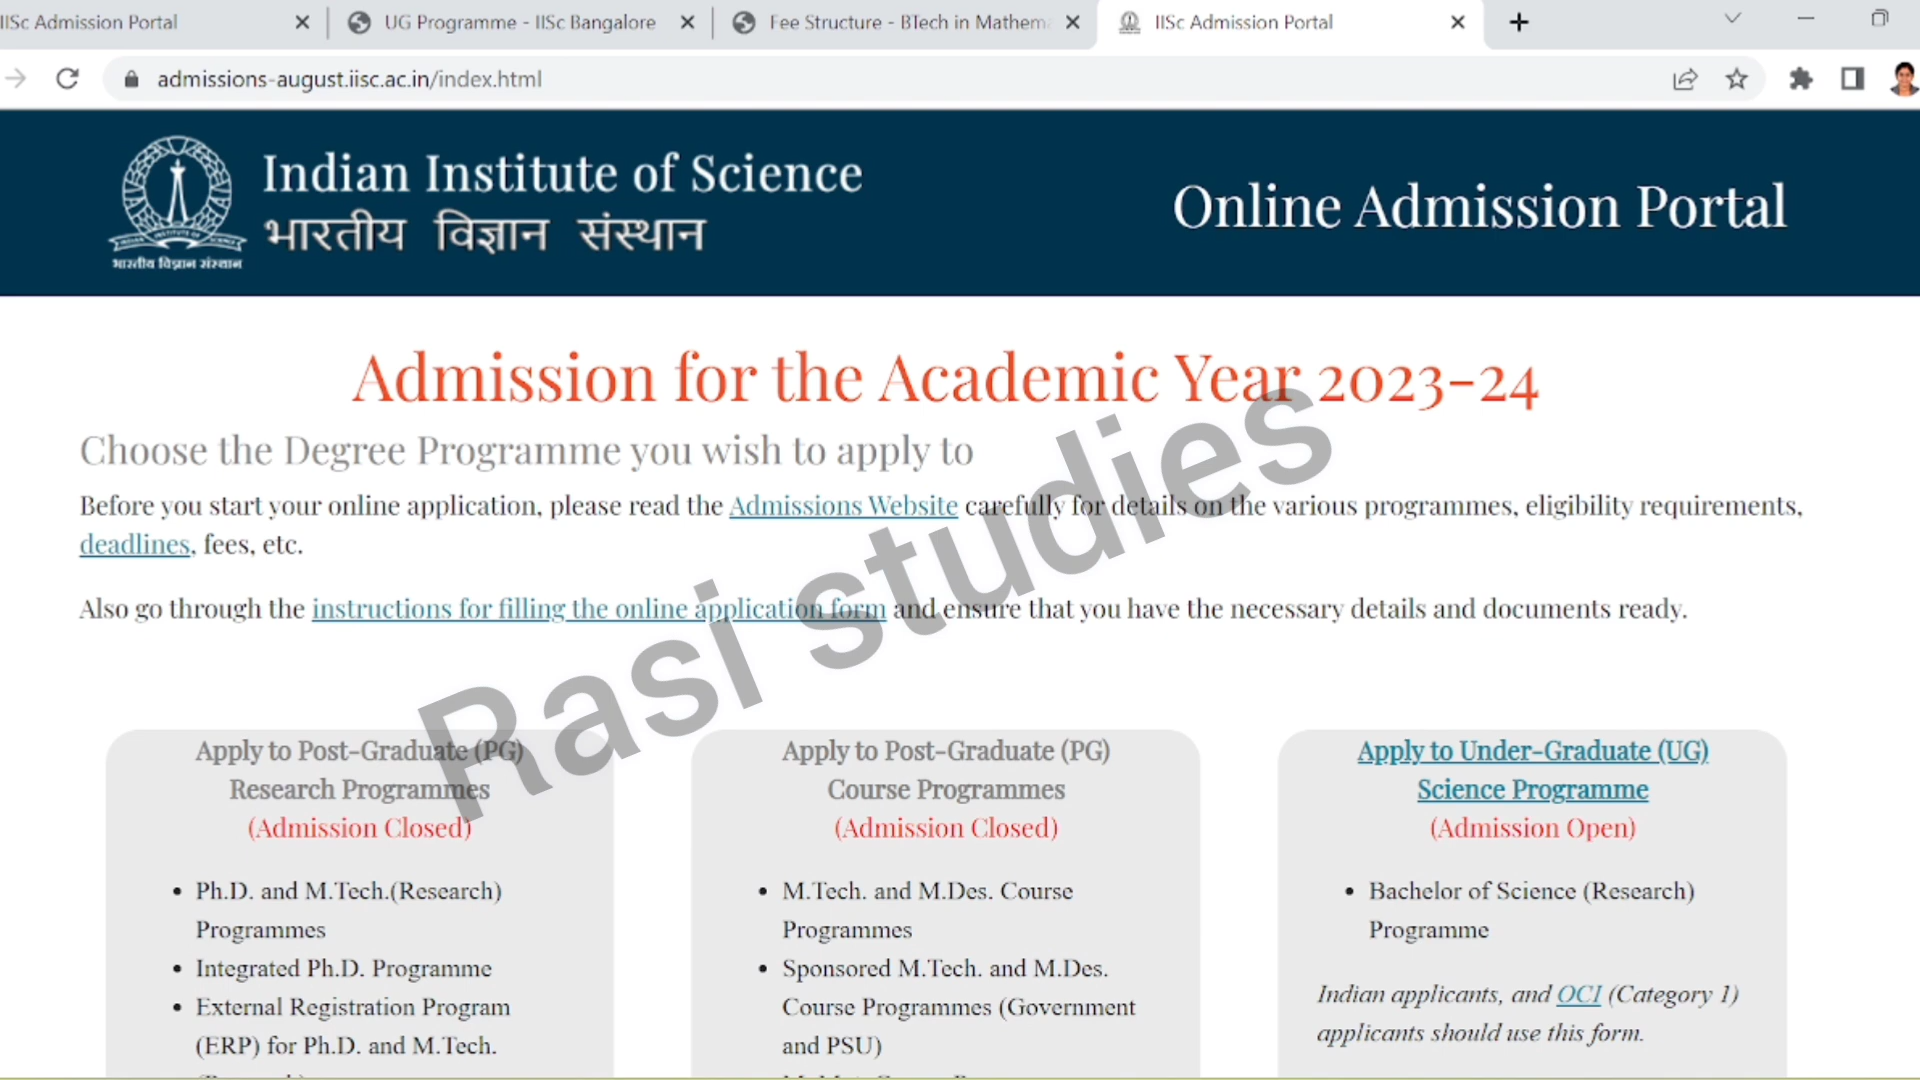 IISc Admission Portal
UG Programme - IISc Bangalore
Fee Structure - BTech in Mathem
IISc Admission Portal
admissions-august.iisc.ac.in/index.html
Indian Institute of Science
भारतीय विज्ञान संस्थान
भारतीय विज्ञान संस्थान
Online Admission Portal
Admission for the Academic Year 2023-24
Choose the Degree Programme you wish to apply to
Before you start your online application, please read the Admissions Website carefully for details on the various programmes, eligibility requirements,
deadlines, fees, etc.
Also go through the instructions for filling the online application form and ensure that you have the necessary details and documents ready.
Rasi studies
Apply to Post-Graduate (PG)
Research Programmes
(Admission Closed)
• Ph.D. and M.Tech.(Research)
Programmes
• Integrated Ph.D. Programme
• External Registration Program
(ERP) for Ph.D. and M.Tech.
Apply to Post-Graduate (PG)
Course Programmes
(Admission Closed)
• M.Tech. and M.Des. Course
Programmes
• Sponsored M.Tech. and M.Des.
Course Programmes (Government
and PSU)
Apply to Under-Graduate (UG)
Science Programme
(Admission Open)
• Bachelor of Science (Research)
Programme
Indian applicants, and OCI (Category 1)
applicants should use this form.